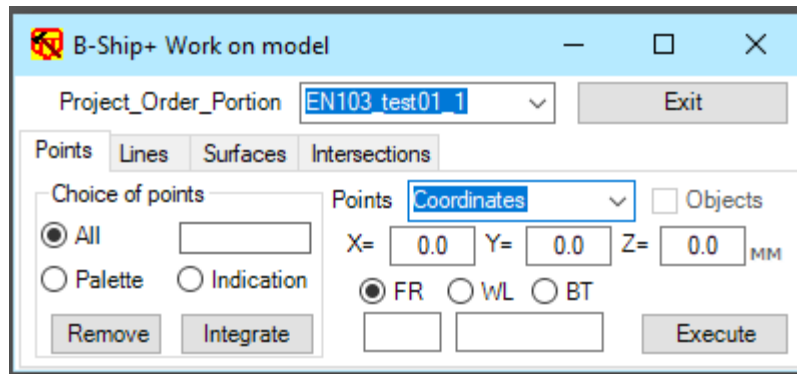 B-Ship+ Work on model
Project_Order_Portion EN103_test01_1 Exit
Points Lines Surfaces Intersections
Choice of points Points Coordinates Objects
All X= 0.0 Y= 0.0 Z= 0.0 мм
Palette Indication FR WL BT
Remove Integrate Execute